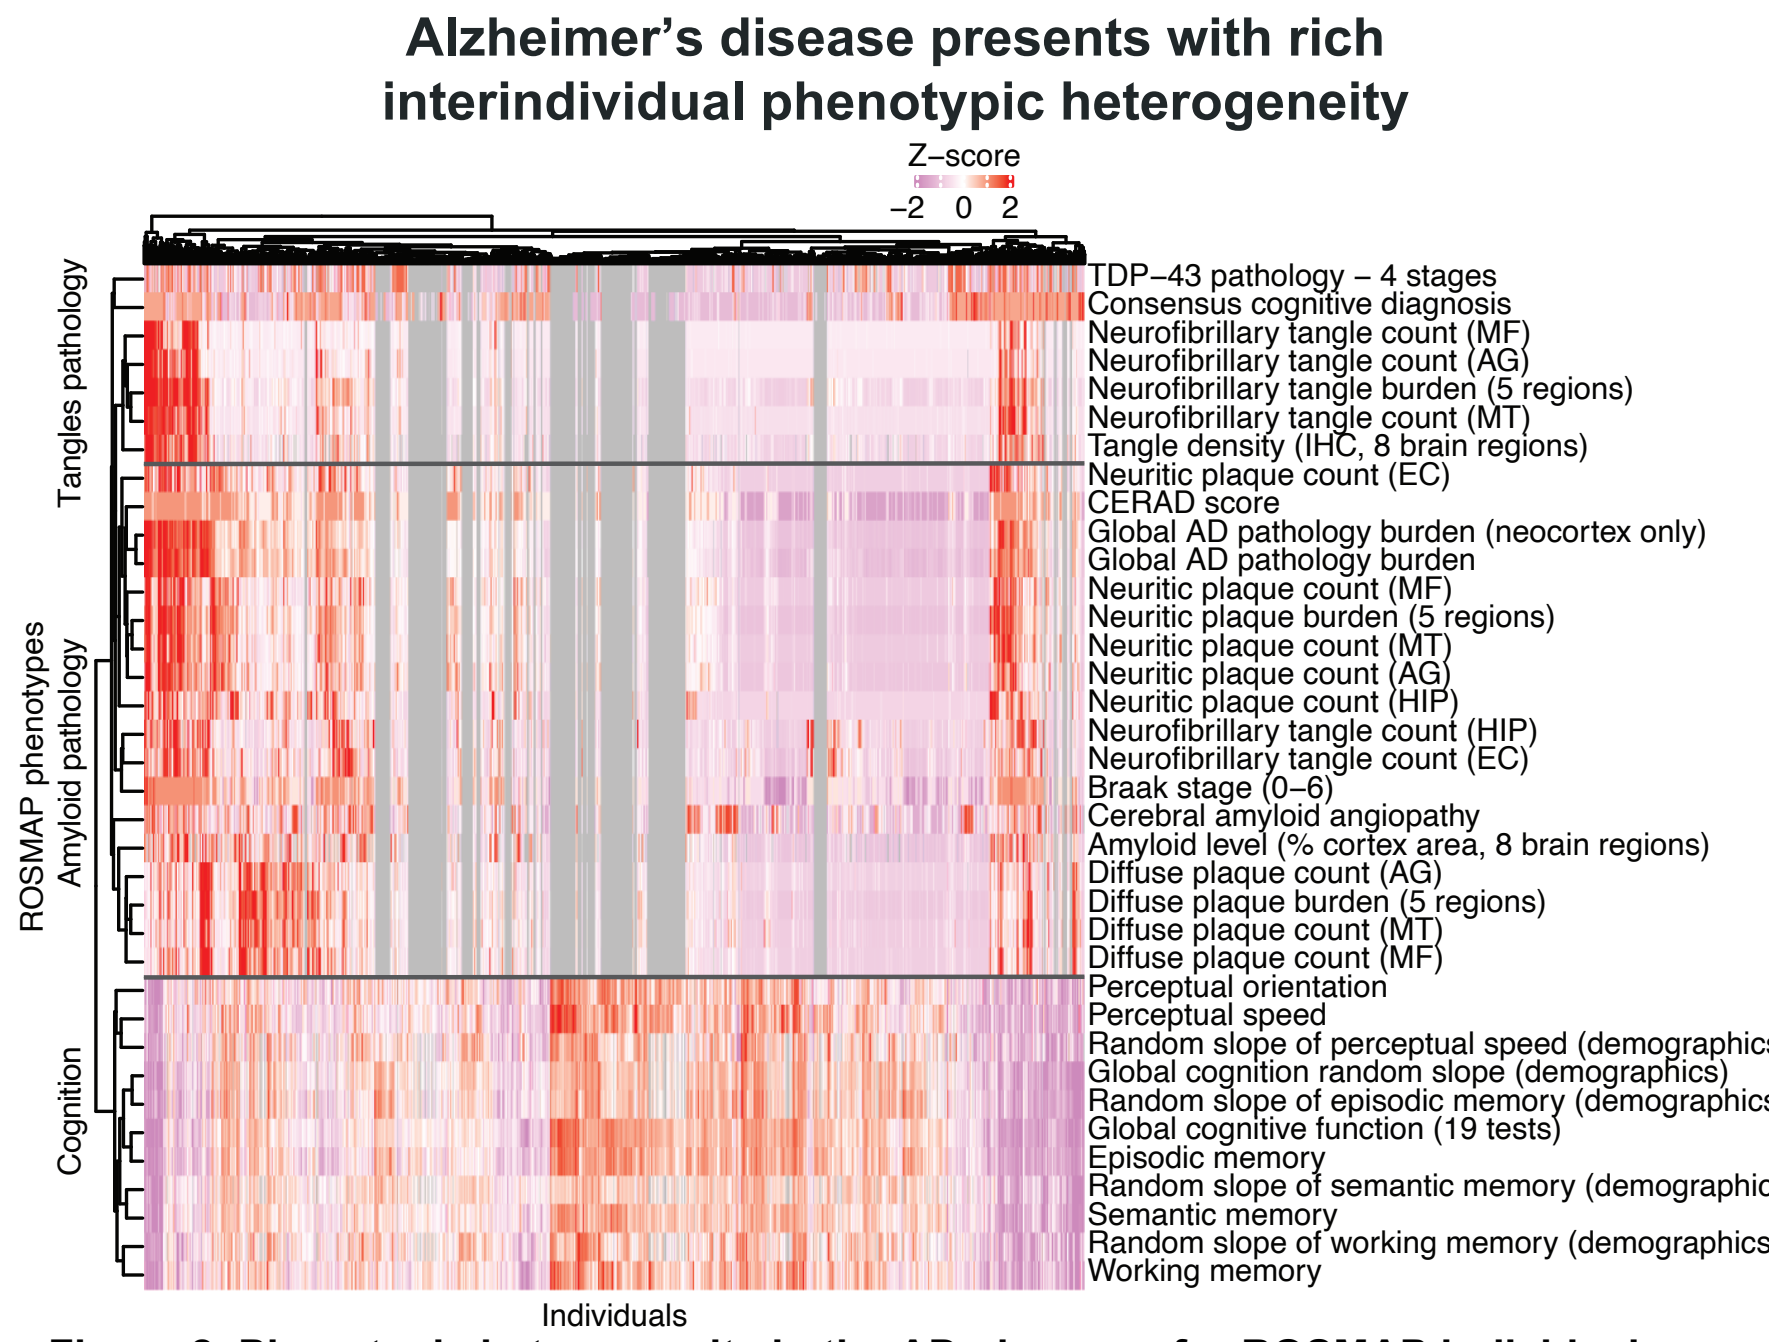 Alzheimer’s disease presents with rich
interindividual phenotypic heterogeneity
Z−score
−2 0 2
Tangles pathology
ROSMAP phenotypes
Amyloid pathology
Cognition
TDP−43 pathology − 4 stages
Consensus cognitive diagnosis
Neurofibrillary tangle count (MF)
Neurofibrillary tangle count (AG)
Neurofibrillary tangle burden (5 regions)
Neurofibrillary tangle count (MT)
Tangle density (IHC, 8 brain regions)
Neuritic plaque count (EC)
CERAD score
Global AD pathology burden (neocortex only)
Global AD pathology burden
Neuritic plaque count (MF)
Neuritic plaque burden (5 regions)
Neuritic plaque count (MT)
Neuritic plaque count (AG)
Neuritic plaque count (HIP)
Neurofibrillary tangle count (HIP)
Neurofibrillary tangle count (EC)
Braak stage (0−6)
Cerebral amyloid angiopathy
Amyloid level (% cortex area, 8 brain regions)
Diffuse plaque count (AG)
Diffuse plaque burden (5 regions)
Diffuse plaque count (MT)
Diffuse plaque count (MF)
Perceptual orientation
Perceptual speed
Random slope of perceptual speed (demographics
Global cognition random slope (demographics)
Random slope of episodic memory (demographics
Global cognitive function (19 tests)
Episodic memory
Random slope of semantic memory (demographic
Semantic memory
Random slope of working memory (demographics
Working memory
Individuals